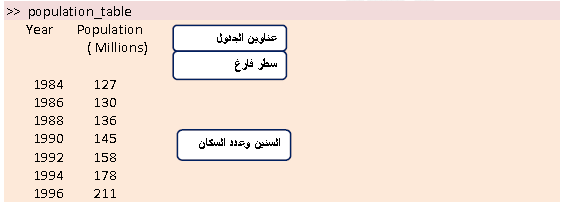 >> population_table
Year Population
( Millions)
عناوين الجدول
سطر فارغ
1984 127
1986 130
1988 136
1990 145
السنين وعدد السكان
1992 158
1994 178
1996 211